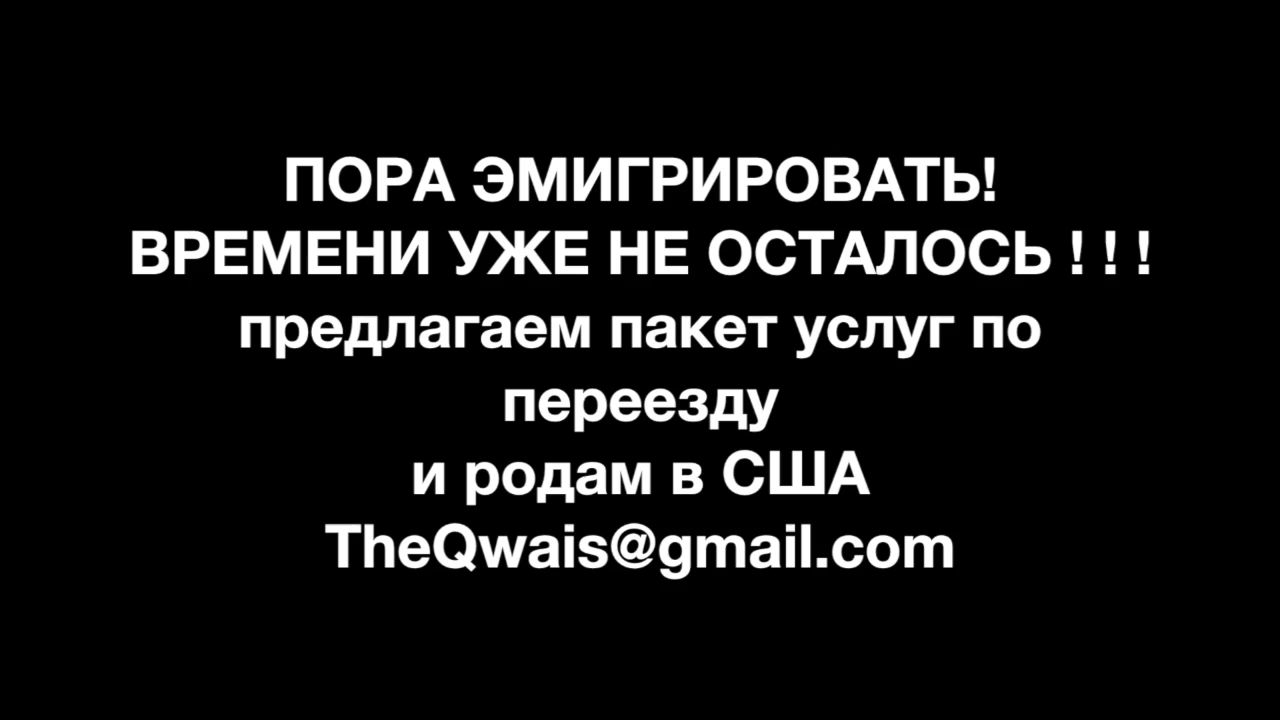 ПОРА ЭМИГРИРОВАТЬ!
ВРЕМЕНИ УЖЕ НЕ ОСТАЛОСЬ ! ! !
предлагаем пакет услуг по
переезду
и родам в США
TheQwais@gmail.com